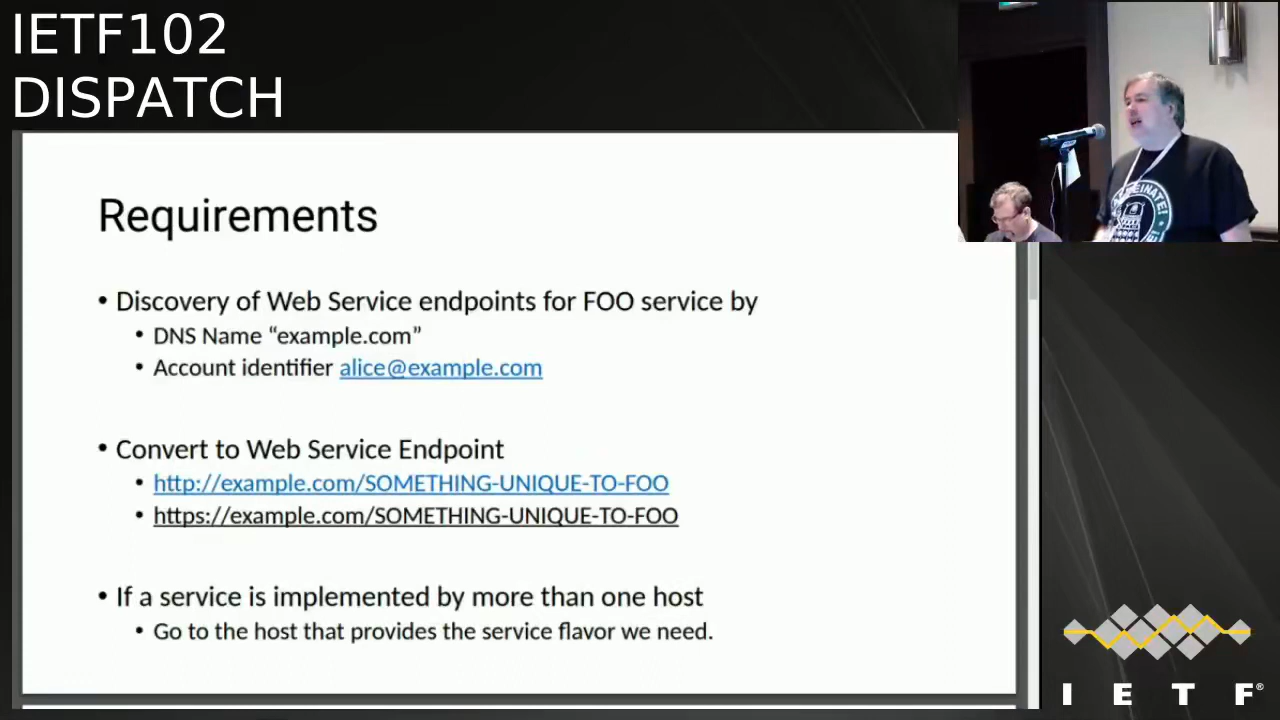 IETF102
DISPATCH
Requirements
• Discovery of Web Service endpoints for FOO service by
• DNS Name “example.com”
• Account identifier alice@example.com
• Convert to Web Service Endpoint
• http://example.com/SOMETHING-UNIQUE-TO-FOO
• https://example.com/SOMETHING-UNIQUE-TO-FOO
• If a service is implemented by more than one host
• Go to the host that provides the service flavor we need.
I E T F®